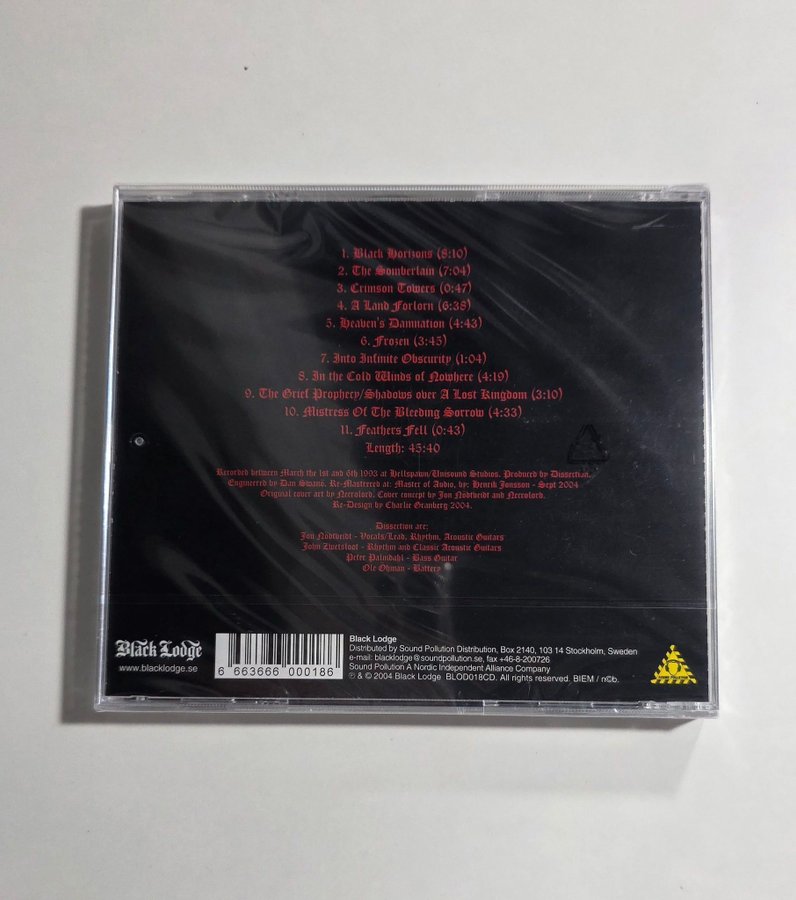 1. Black Horizons (8:10)
2. The Somberlain (7:04)
3. Crimson Towers (0:47)
4. A Land Forlorn (6:38)
5. Heaven's Damnation (4:43)
6. Frozen (3:45)
7. Into Infinite Obscurity (1:04)
8. In the Cold Winds of Nowhere (4:19)
9. The Grief Prophecy/Shadows over A Lost Kingdom (3:10)
10. Mistress Of The Bleeding Sorrow (4:33)
11. Feathers Fell (0:43)
Length: 45:40
Recorded between March the 1st and 6th 1993 at Hellspawn/Unisound Studios. Produced by Dissection.
Engineered by Dan Swanö. Re-Mastrered at: Master of Audio, by: Henrik Jonsson - Sept 2004
Original cover art by Necrolord. Cover concept by Jon Nödtveidt and Necrolord.
Re-Design by Charlie Granberg 2004.
Dissection are:
Jon Nödtveidt - Vocals/Lead, Rhythm, Acoustic Guitars
John Zwetsloot - Rhythm and Classic Acoustic Guitars
Peter Palmdahl - Bass Guitar
Ole Öhman - Battery
Black Lodge
www.blacklodge.se
6 663666 000186
Black Lodge
Distributed by Sound Pollution Distribution, Box 2140, 103 14 Stockholm, Sweden
e-mail: blacklodge@soundpollution.se, fax +46-8-200726
Sound Pollution A Nordic Independent Alliance Company
℗ & © 2004 Black Lodge BLOD018CD. All rights reserved. BIEM / n©b.
SOUND POLLUTION